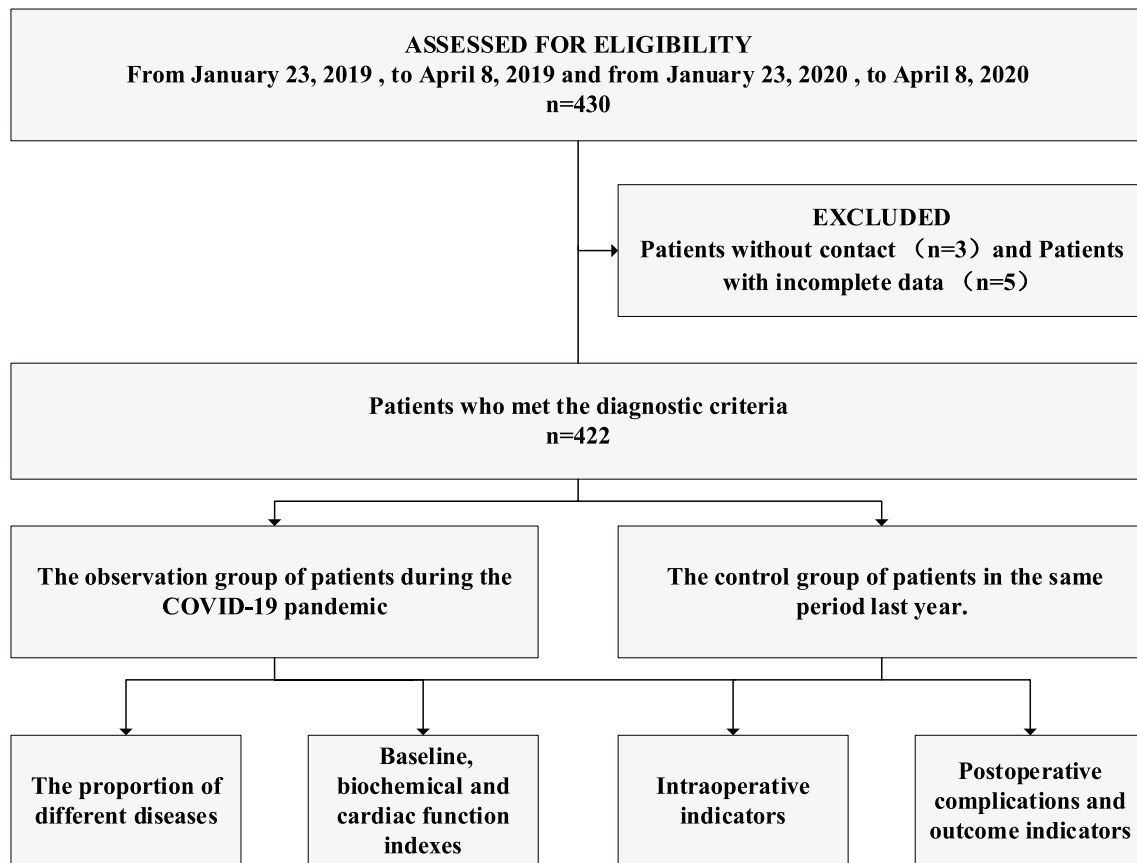 ASSESSED FOR ELIGIBILITY
From January 23, 2019 , to April 8, 2019 and from January 23, 2020 , to April 8, 2020
n=430
EXCLUDED
Patients without contact （n=3）and Patients
with incomplete data （n=5）
Patients who met the diagnostic criteria
n=422
The observation group of patients during the
COVID-19 pandemic
The control group of patients in the same
period last year.
The proportion of
different diseases
Baseline,
biochemical and
cardiac function
indexes
Intraoperative
indicators
Postoperative
complications and
outcome indicators